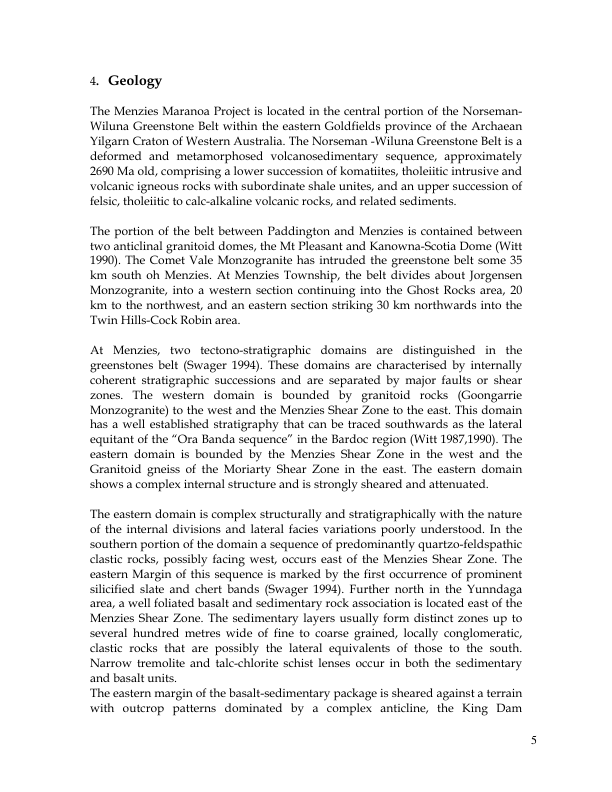 4. Geology
The Menzies Maranoa Project is located in the central portion of the Norseman-
Wiluna Greenstone Belt within the eastern Goldfields province of the Archaean
Yilgarn Craton of Western Australia. The Norseman -Wiluna Greenstone Belt is a
deformed and metamorphosed volcanosedimentary sequence, approximately
2690 Ma old, comprising a lower succession of komatiites, tholeiitic intrusive and
volcanic igneous rocks with subordinate shale unites, and an upper succession of
felsic, tholeiitic to calc-alkaline volcanic rocks, and related sediments.
The portion of the belt between Paddington and Menzies is contained between
two anticlinal granitoid domes, the Mt Pleasant and Kanowna-Scotia Dome (Witt
1990). The Comet Vale Monzogranite has intruded the greenstone belt some 35
km south oh Menzies. At Menzies Township, the belt divides about Jorgensen
Monzogranite, into a western section continuing into the Ghost Rocks area, 20
km to the northwest, and an eastern section striking 30 km northwards into the
Twin Hills-Cock Robin area.
At Menzies, two tectono-stratigraphic domains are distinguished in the
greenstones belt (Swager 1994). These domains are characterised by internally
coherent stratigraphic successions and are separated by major faults or shear
zones. The western domain is bounded by granitoid rocks (Goongarrie
Monzogranite) to the west and the Menzies Shear Zone to the east. This domain
has a well established stratigraphy that can be traced southwards as the lateral
equitant of the “Ora Banda sequence” in the Bardoc region (Witt 1987,1990). The
eastern domain is bounded by the Menzies Shear Zone in the west and the
Granitoid gneiss of the Moriarty Shear Zone in the east. The eastern domain
shows a complex internal structure and is strongly sheared and attenuated.
The eastern domain is complex structurally and stratigraphically with the nature
of the internal divisions and lateral facies variations poorly understood. In the
southern portion of the domain a sequence of predominantly quartzo-feldspathic
clastic rocks, possibly facing west, occurs east of the Menzies Shear Zone. The
eastern Margin of this sequence is marked by the first occurrence of prominent
silicified slate and chert bands (Swager 1994). Further north in the Yunndaga
area, a well foliated basalt and sedimentary rock association is located east of the
Menzies Shear Zone. The sedimentary layers usually form distinct zones up to
several hundred metres wide of fine to coarse grained, locally conglomeratic,
clastic rocks that are possibly the lateral equivalents of those to the south.
Narrow tremolite and talc-chlorite schist lenses occur in both the sedimentary
and basalt units.
The eastern margin of the basalt-sedimentary package is sheared against a terrain
with outcrop patterns dominated by a complex anticline, the King Dam
5